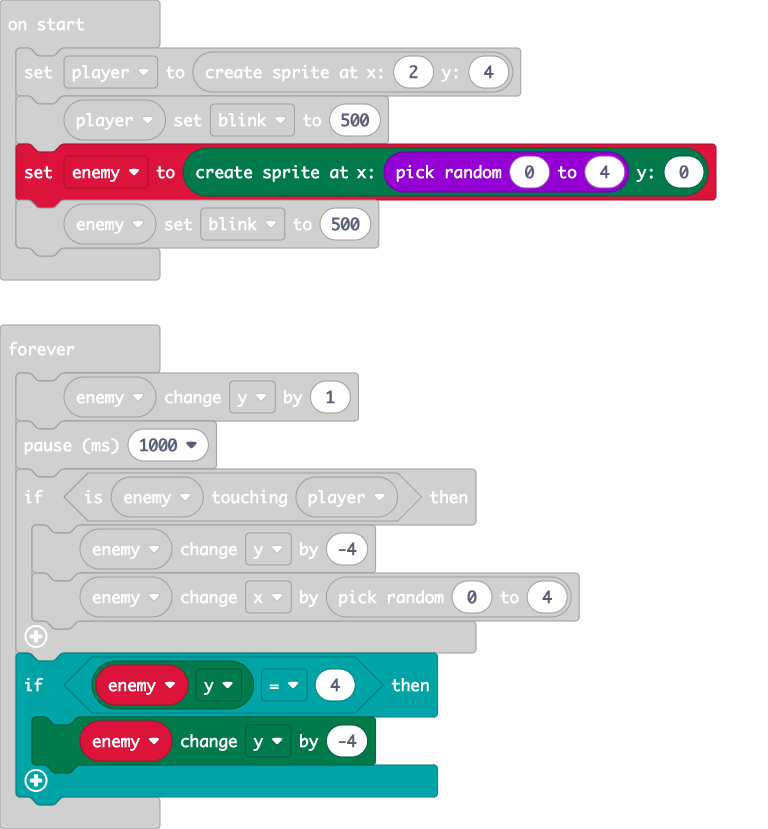 on start
set player to create sprite at x: 2 y: 4
player set blink to 500
set enemy to create sprite at x: pick random 0 to 4 y: 0
enemy set blink to 500
forever
enemy change y by 1
pause (ms) 1000
if is enemy touching player then
enemy change y by -4
enemy change x by pick random 0 to 4
if enemy y = 4 then
enemy change y by -4